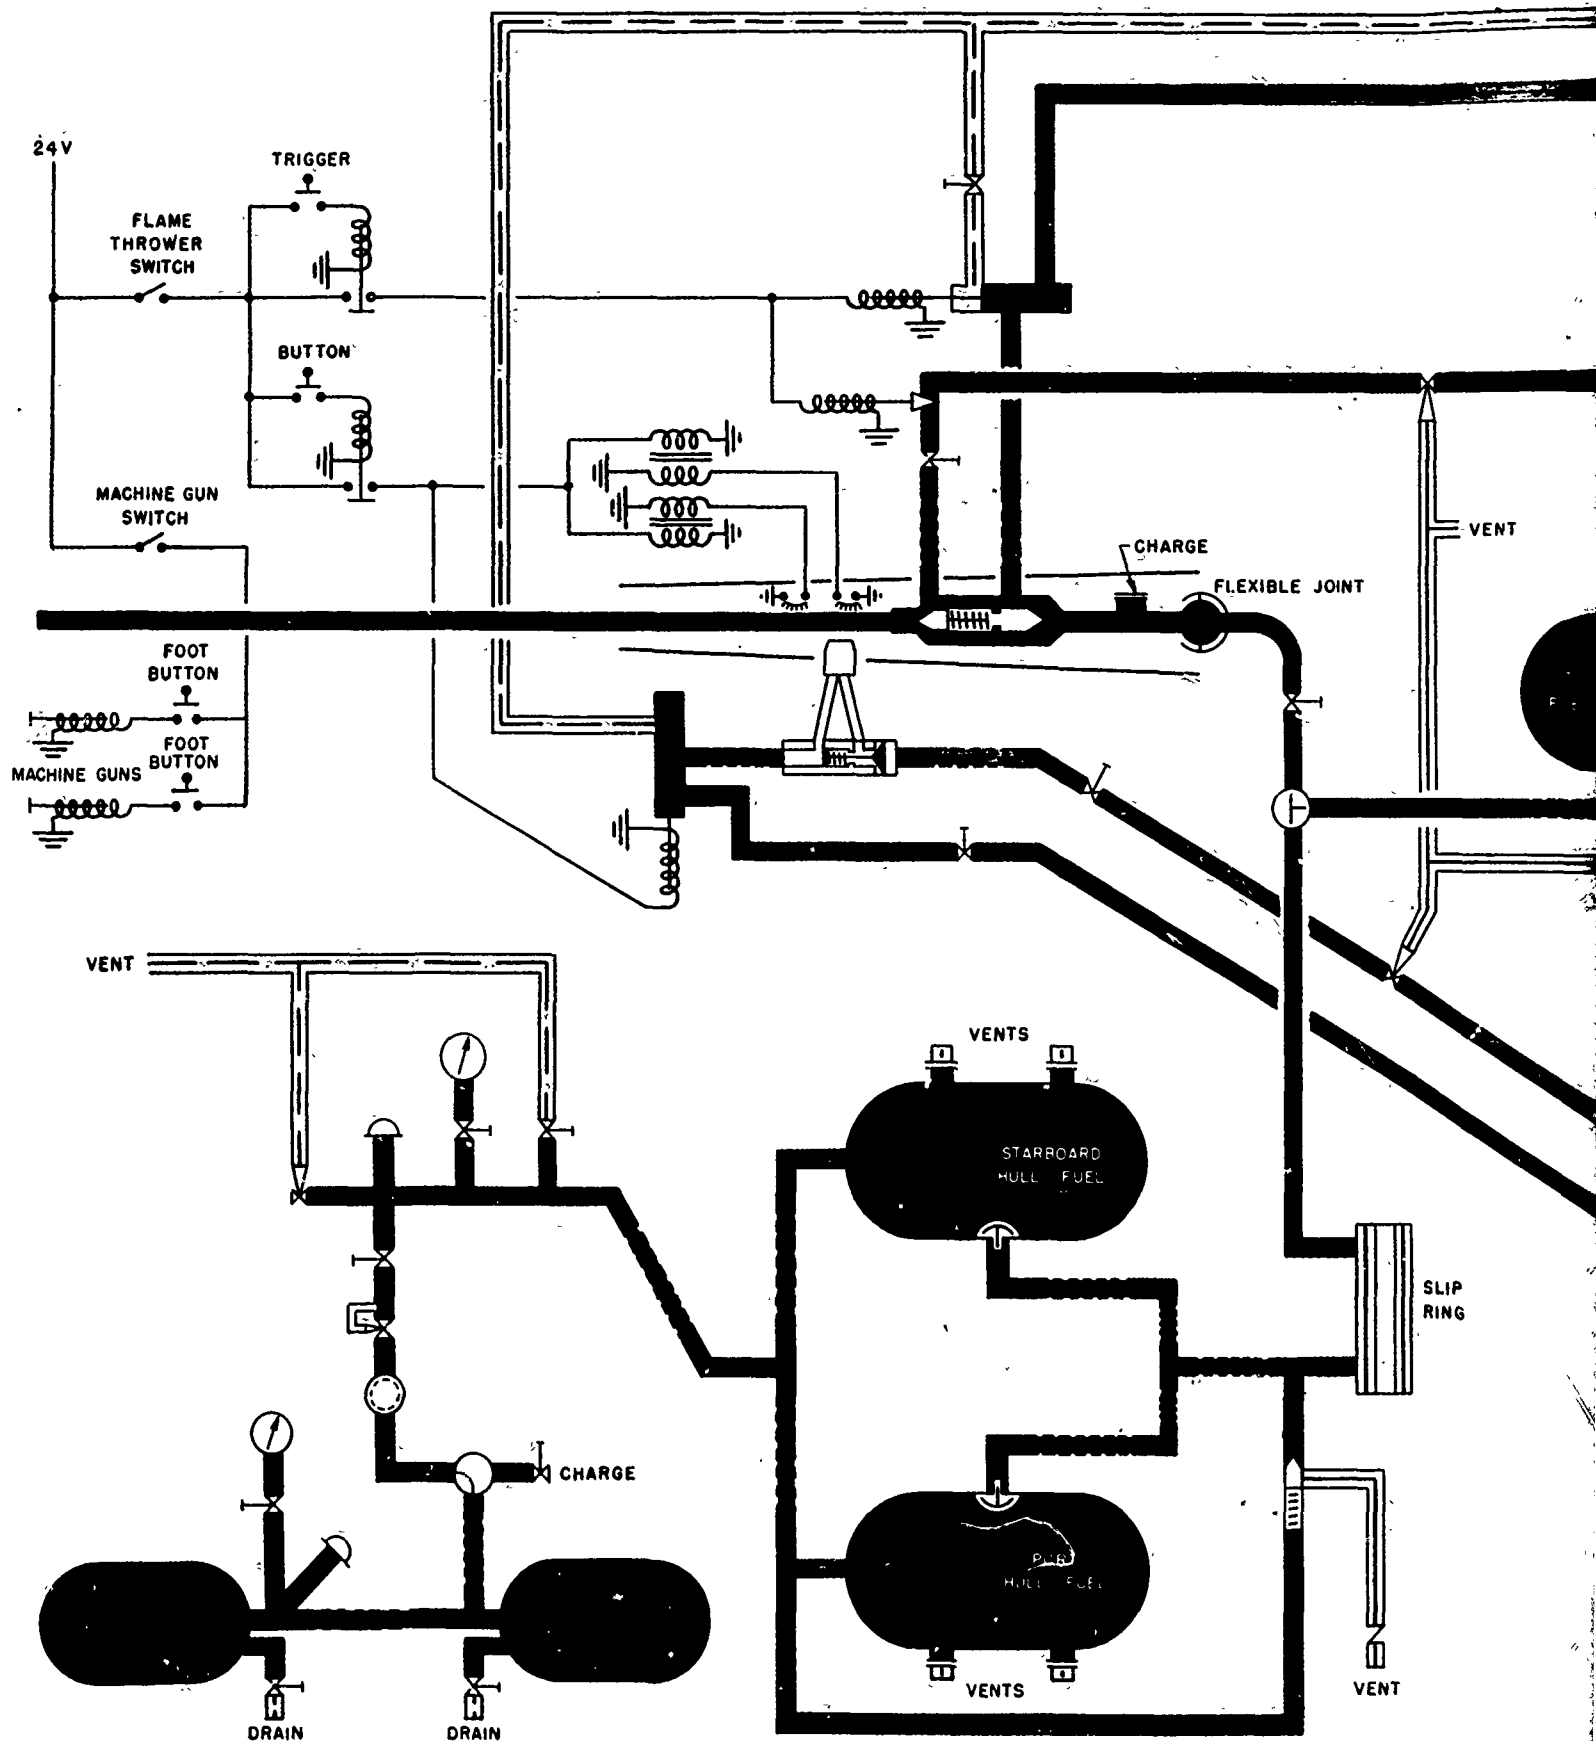 24V
TRIGGER
FLAME
THROWER
SWITCH
BUTTON
MACHINE GUN
SWITCH
VENT
CHARGE
FLEXIBLE JOINT
FOOT
BUTTON
FOOT
BUTTON
MACHINE GUNS
VENT
VENTS
STARBOARD
HULL FUEL
SLIP
RING
CHARGE
HULL FUEL
VENTS
VENT
DRAIN
DRAIN